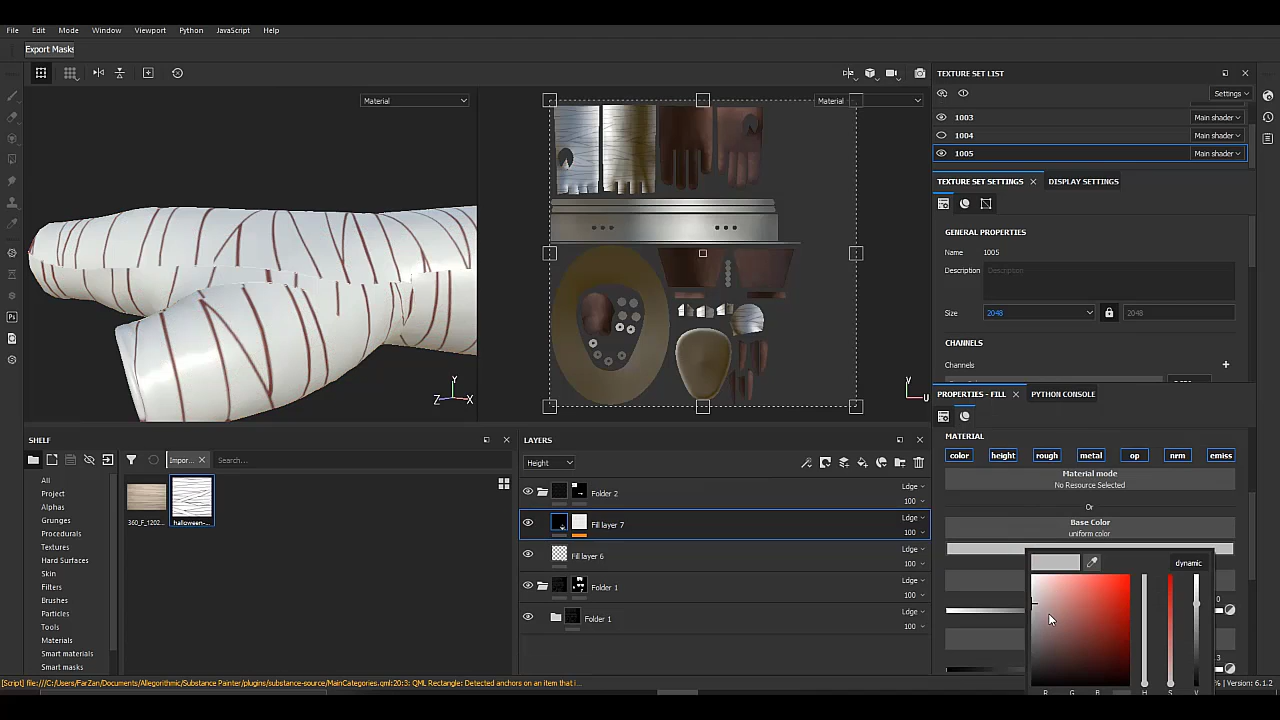 File Edit Mode Window Viewport Python JavaScript Help
Export Masks
Material
Material
TEXTURE SET LIST
Settings
1003 Main shader
1004 Main shader
1005 Main shader
TEXTURE SET SETTINGS DISPLAY SETTINGS
GENERAL PROPERTIES
Name 1005
Description Description
Size 2048 2048
CHANNELS
Channels
PROPERTIES - FILL PYTHON CONSOLE
MATERIAL
color height rough metal op nrm emiss
Material mode
No Resource Selected
Or
Base Color
uniform color
dynamic
R G B H S V
Y
Z X
V
U
SHELF
Impor...
Search...
All
Project
Alphas
Grunges
Procedurals
Textures
Hard Surfaces
Skin
Filters
Brushes
Particles
Tools
Materials
Smart materials
Smart masks
360_F_1202...
halloween-...
LAYERS
Height
Folder 2 Ldge 100
Fill layer 7 Ldge 100
Fill layer 6 Ldge 100
Folder 1 Ldge 100
Folder 1 Ldge 100
[Script] file:///C:/Users/FarZan/Documents/Allegorithmic/Substance Painter/plugins/substance-source/MainCategories.qml:20:3: QML Rectangle: Detected anchors on an item that i...
Version: 6.1.2